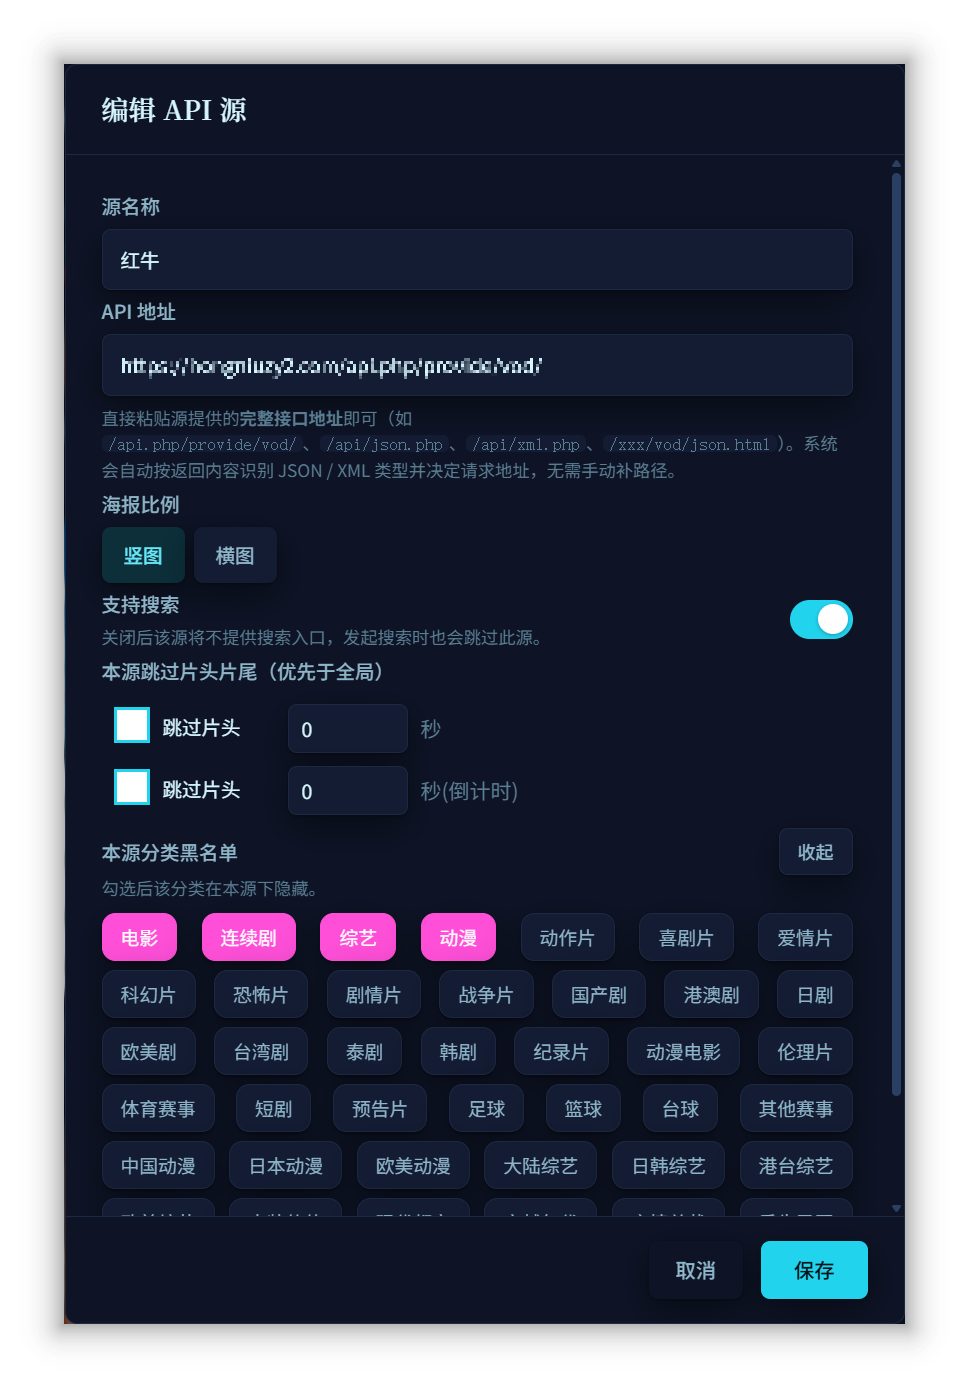 编辑 API 源
源名称
红牛
API 地址
直接粘贴源提供的完整接口地址即可（如
/api.php/provide/vod/ 、 /api/json.php 、 /api/xml.php 、 /xxx/vod/json.html ）。系统
会自动按返回内容识别 JSON / XML 类型并决定请求地址，无需手动补路径。
海报比例
竖图 横图
支持搜索
关闭后该源将不提供搜索入口，发起搜索时也会跳过此源。
本源跳过片头片尾（优先于全局）
跳过片头 0 秒
跳过片头 0 秒(倒计时)
本源分类黑名单 收起
勾选后该分类在本源下隐藏。
电影 连续剧 综艺 动漫 动作片 喜剧片 爱情片
科幻片 恐怖片 剧情片 战争片 国产剧 港澳剧 日剧
欧美剧 台湾剧 泰剧 韩剧 纪录片 动漫电影 伦理片
体育赛事 短剧 预告片 足球 篮球 台球 其他赛事
中国动漫 日本动漫 欧美动漫 大陆综艺 日韩综艺 港台综艺
取消 保存